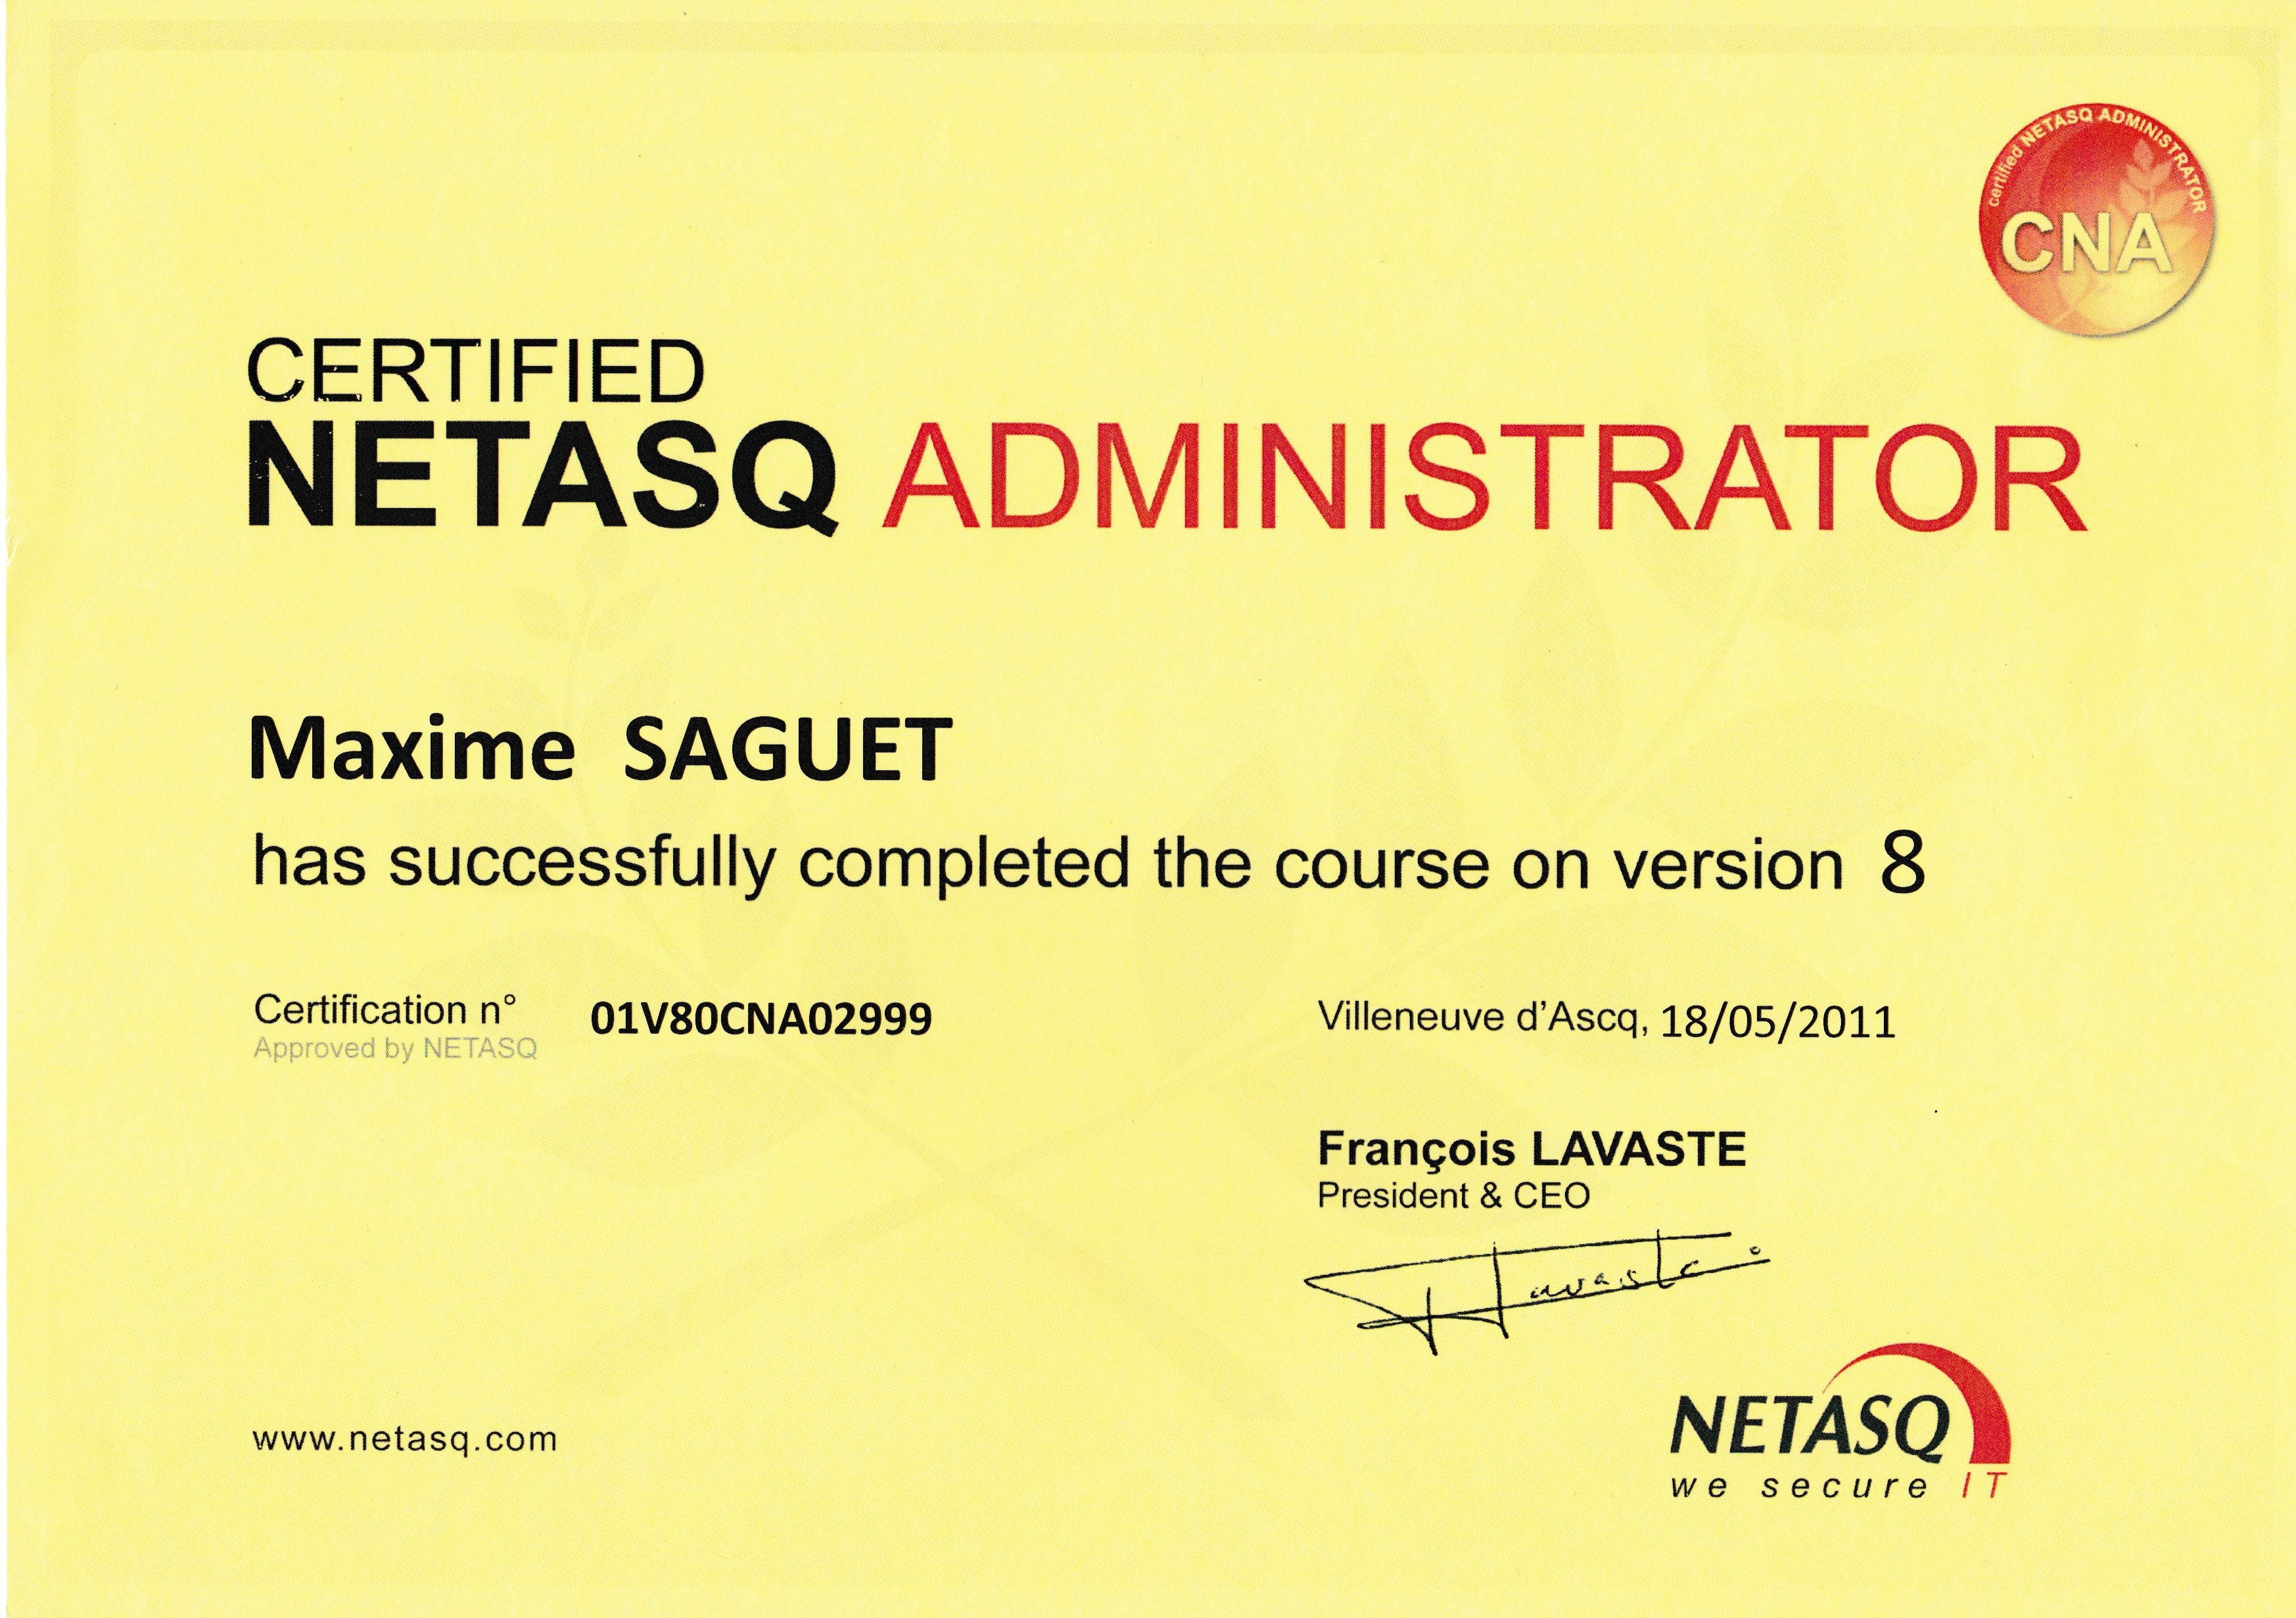 certified NETASQ ADMINISTRATOR
CNA
CERTIFIED
NETASQ ADMINISTRATOR
Maxime SAGUET
has successfully completed the course on version 8
Certification n° 01V80CNA02999
Approved by NETASQ
Villeneuve d'Ascq, 18/05/2011
François LAVASTE
President & CEO
Lavaste
www.netasq.com
NETASQ
we secure IT